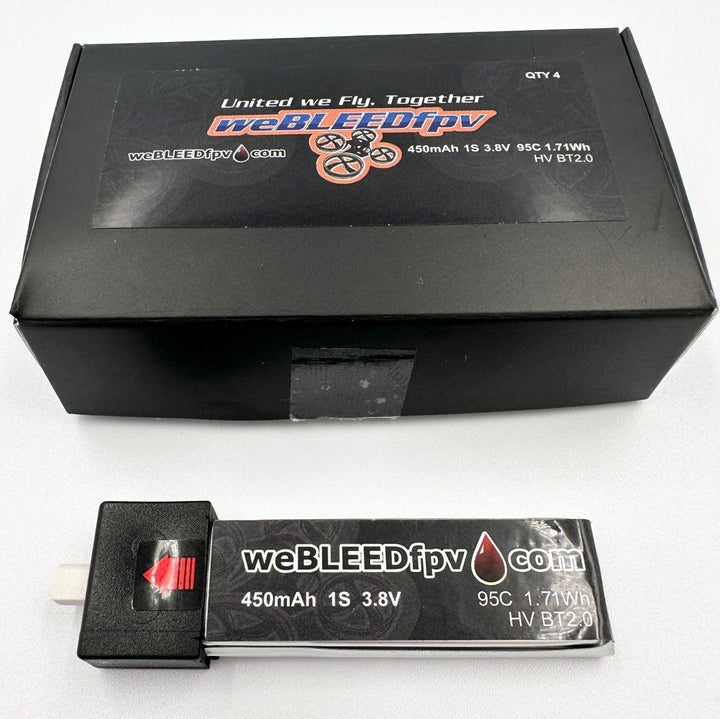 QTY 4
United we Fly, Together
weBLEEDfpv
weBLEEDfpv com
450mAh 1S 3.8V 95C 1.71Wh
HV BT2.0
weBLEEDfpv com
450mAh 1S 3.8V 95C 1.71Wh
HV BT2.0